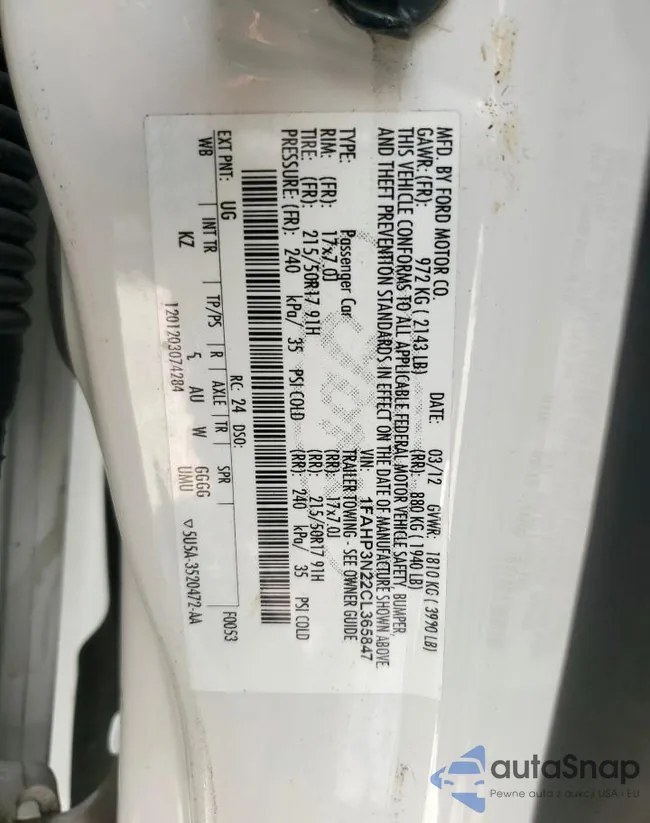 MFD. BY FORD MOTOR CO. DATE: 03/12 GVWR: 1810 KG ( 3990 LB)
GAWR: (FR): 972 KG ( 2143 LB) (RR): 880 KG ( 1940 LB)
THIS VEHICLE CONFORMS TO ALL APPLICABLE FEDERAL MOTOR VEHICLE SAFETY, BUMPER,
AND THEFT PREVENTION STANDARDS IN EFFECT ON THE DATE OF MANUFACTURE SHOWN ABOVE.
VIN: 1FAHP3N22CL365847
TYPE: Passenger Car TRAILER TOWING - SEE OWNER GUIDE
RIM: (FR): 17x7.0J (RR): 17x7.0J
TIRE: (FR): 215/50R17 91H (RR): 215/50R17 91H
PRESSURE: (FR): 240 kPa/ 35 PSI COLD (RR): 240 kPa/ 35 PSI COLD
RC: 24 DSO: F0053
EXT PNT: UG
WB INT TR TP/PS R AXLE TR SPR
KZ 5 AU W GGGG
UMU
1201203074284 ▽5U5A-3520472-AA
autaSnap
Pewne auta z aukcji USA - EU